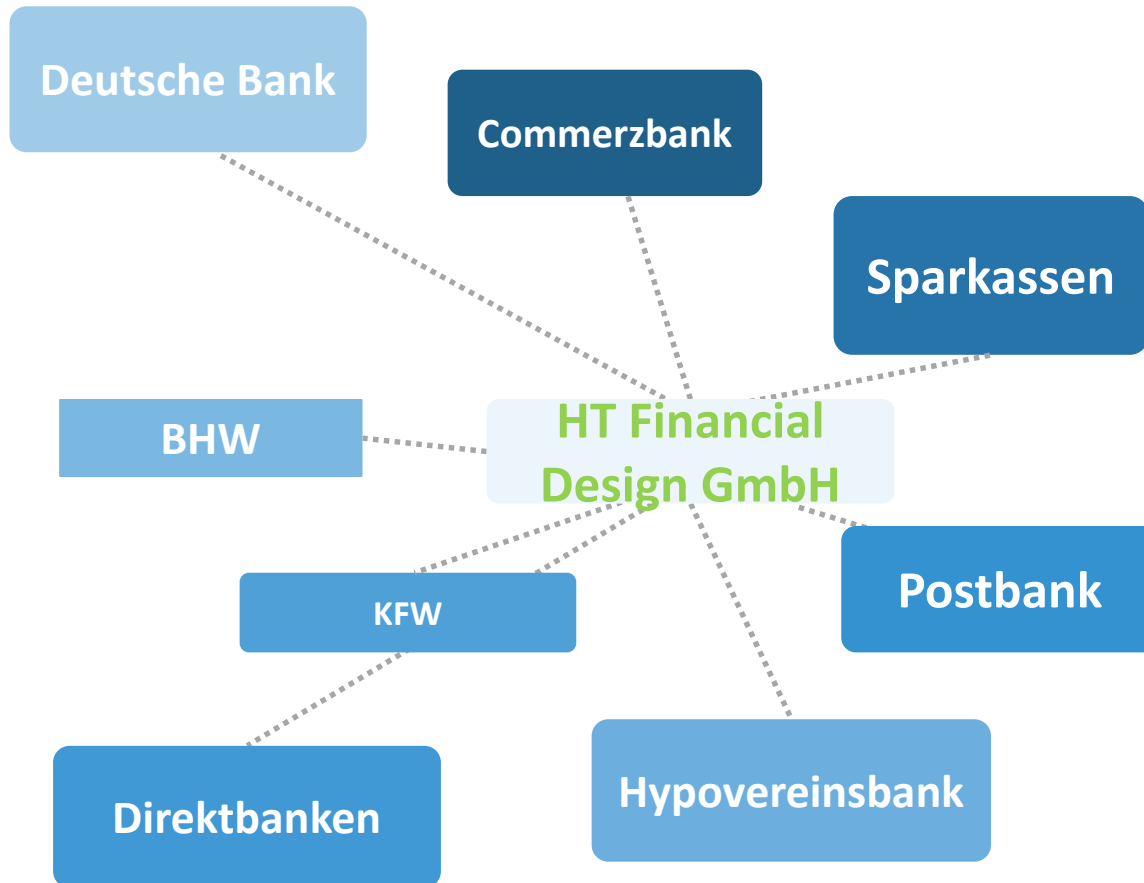 Deutsche Bank
Commerzbank
Sparkassen
BHW
HT Financial
Design GmbH
KFW
Postbank
Direktbanken
Hypovereinsbank